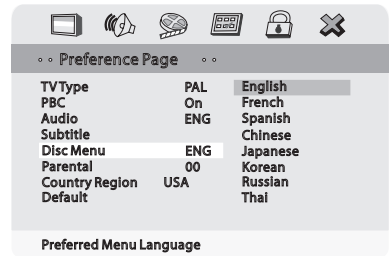 Preference Page
TV Type PAL English
PBC On French
Audio ENG Spanish
Subtitle Chinese
Disc Menu ENG Japanese
Parental 00 Korean
Country Region USA Russian
Default Thai
Preferred Menu Language